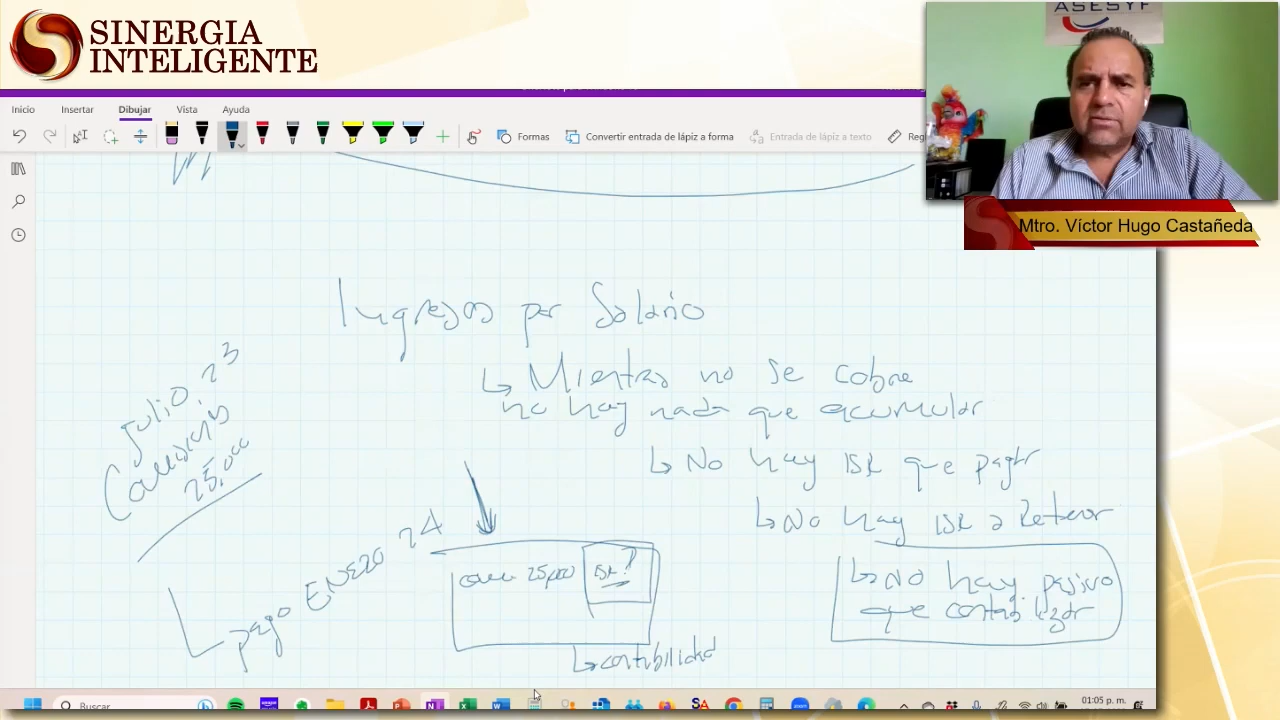 SINERGIA
INTELIGENTE
ASESYF
Inicio
Insertar
Dibujar
Vista
Ayuda
Formas
Convertir entrada de lápiz a forma
Entrada de lápiz a texto
Reg
Mtro. Víctor Hugo Castañeda
Ingresos por Salario
Mientras no se cobre
no hay nada que acumular
No hay ISR que pagar
No hay ISR a Retener
No hay pasivo
que contabilizar
Julio. 23
25,000
pago ENERO 24
25,000 ISR?
contabilidad
Buscar
01:05 p. m.